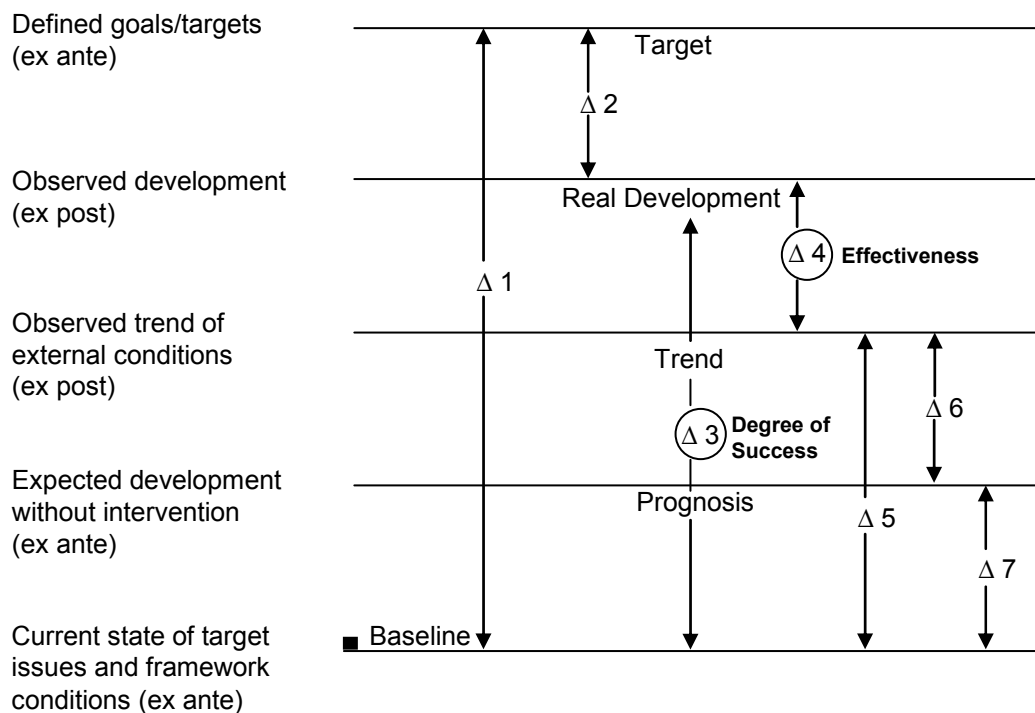 Defined goals/targets
(ex ante)
Target
Δ 2
Observed development
(ex post)
Real Development
Δ 4
Effectiveness
Δ 1
Observed trend of
external conditions
(ex post)
Trend
Δ 6
Δ 3
Degree of
Success
Expected development
without intervention
(ex ante)
Prognosis
Δ 5
Δ 7
Current state of target
issues and framework
conditions (ex ante)
Baseline